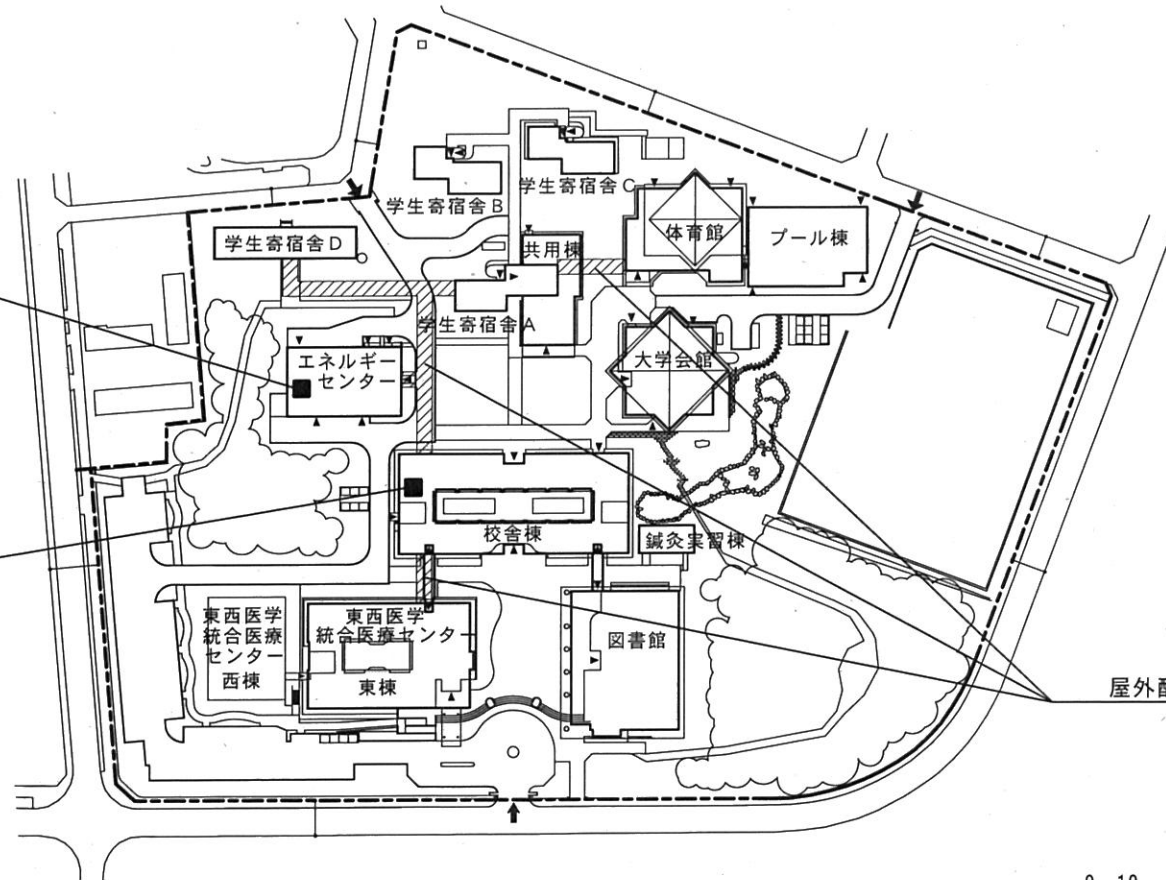 学生寄宿舎B
学生寄宿舎C
学生寄宿舎D
共用棟
体育館
プール棟
学生寄宿舎A
エネルギー
センター
大学会館
校舎棟
鍼灸実習棟
東西医学
統合医療
センター
西棟
東西医学
統合医療センター
東棟
図書館
屋外
0 10